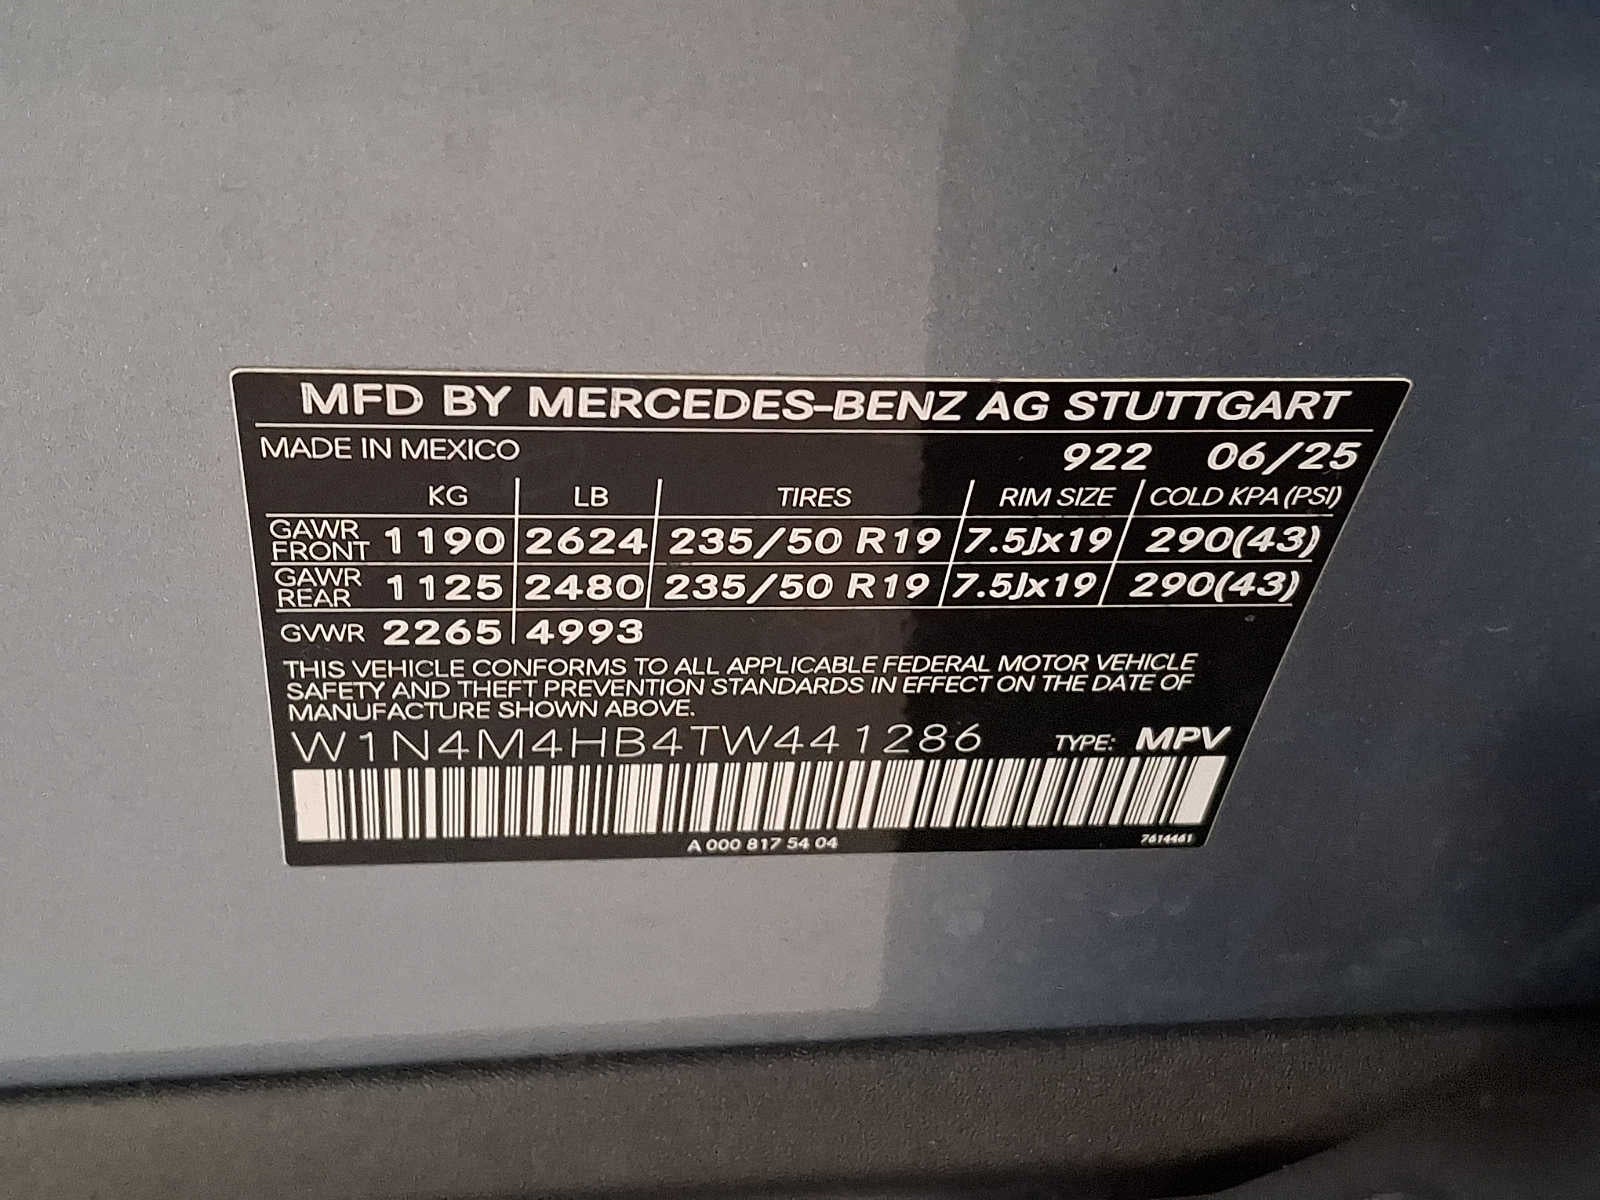 MFD BY MERCEDES-BENZ AG STUTTGART
MADE IN MEXICO 922 06/25
KG LB TIRES RIM SIZE COLD KPA (PSI)
GAWR FRONT 1190 2624 235/50 R19 7.5Jx19 290(43)
GAWR REAR 1125 2480 235/50 R19 7.5Jx19 290(43)
GVWR 2265 4993
THIS VEHICLE CONFORMS TO ALL APPLICABLE FEDERAL MOTOR VEHICLE
SAFETY AND THEFT PREVENTION STANDARDS IN EFFECT ON THE DATE OF
MANUFACTURE SHOWN ABOVE.
W1N4M4HB4TW441286 TYPE: MPV
A 000 817 54 04 7614461